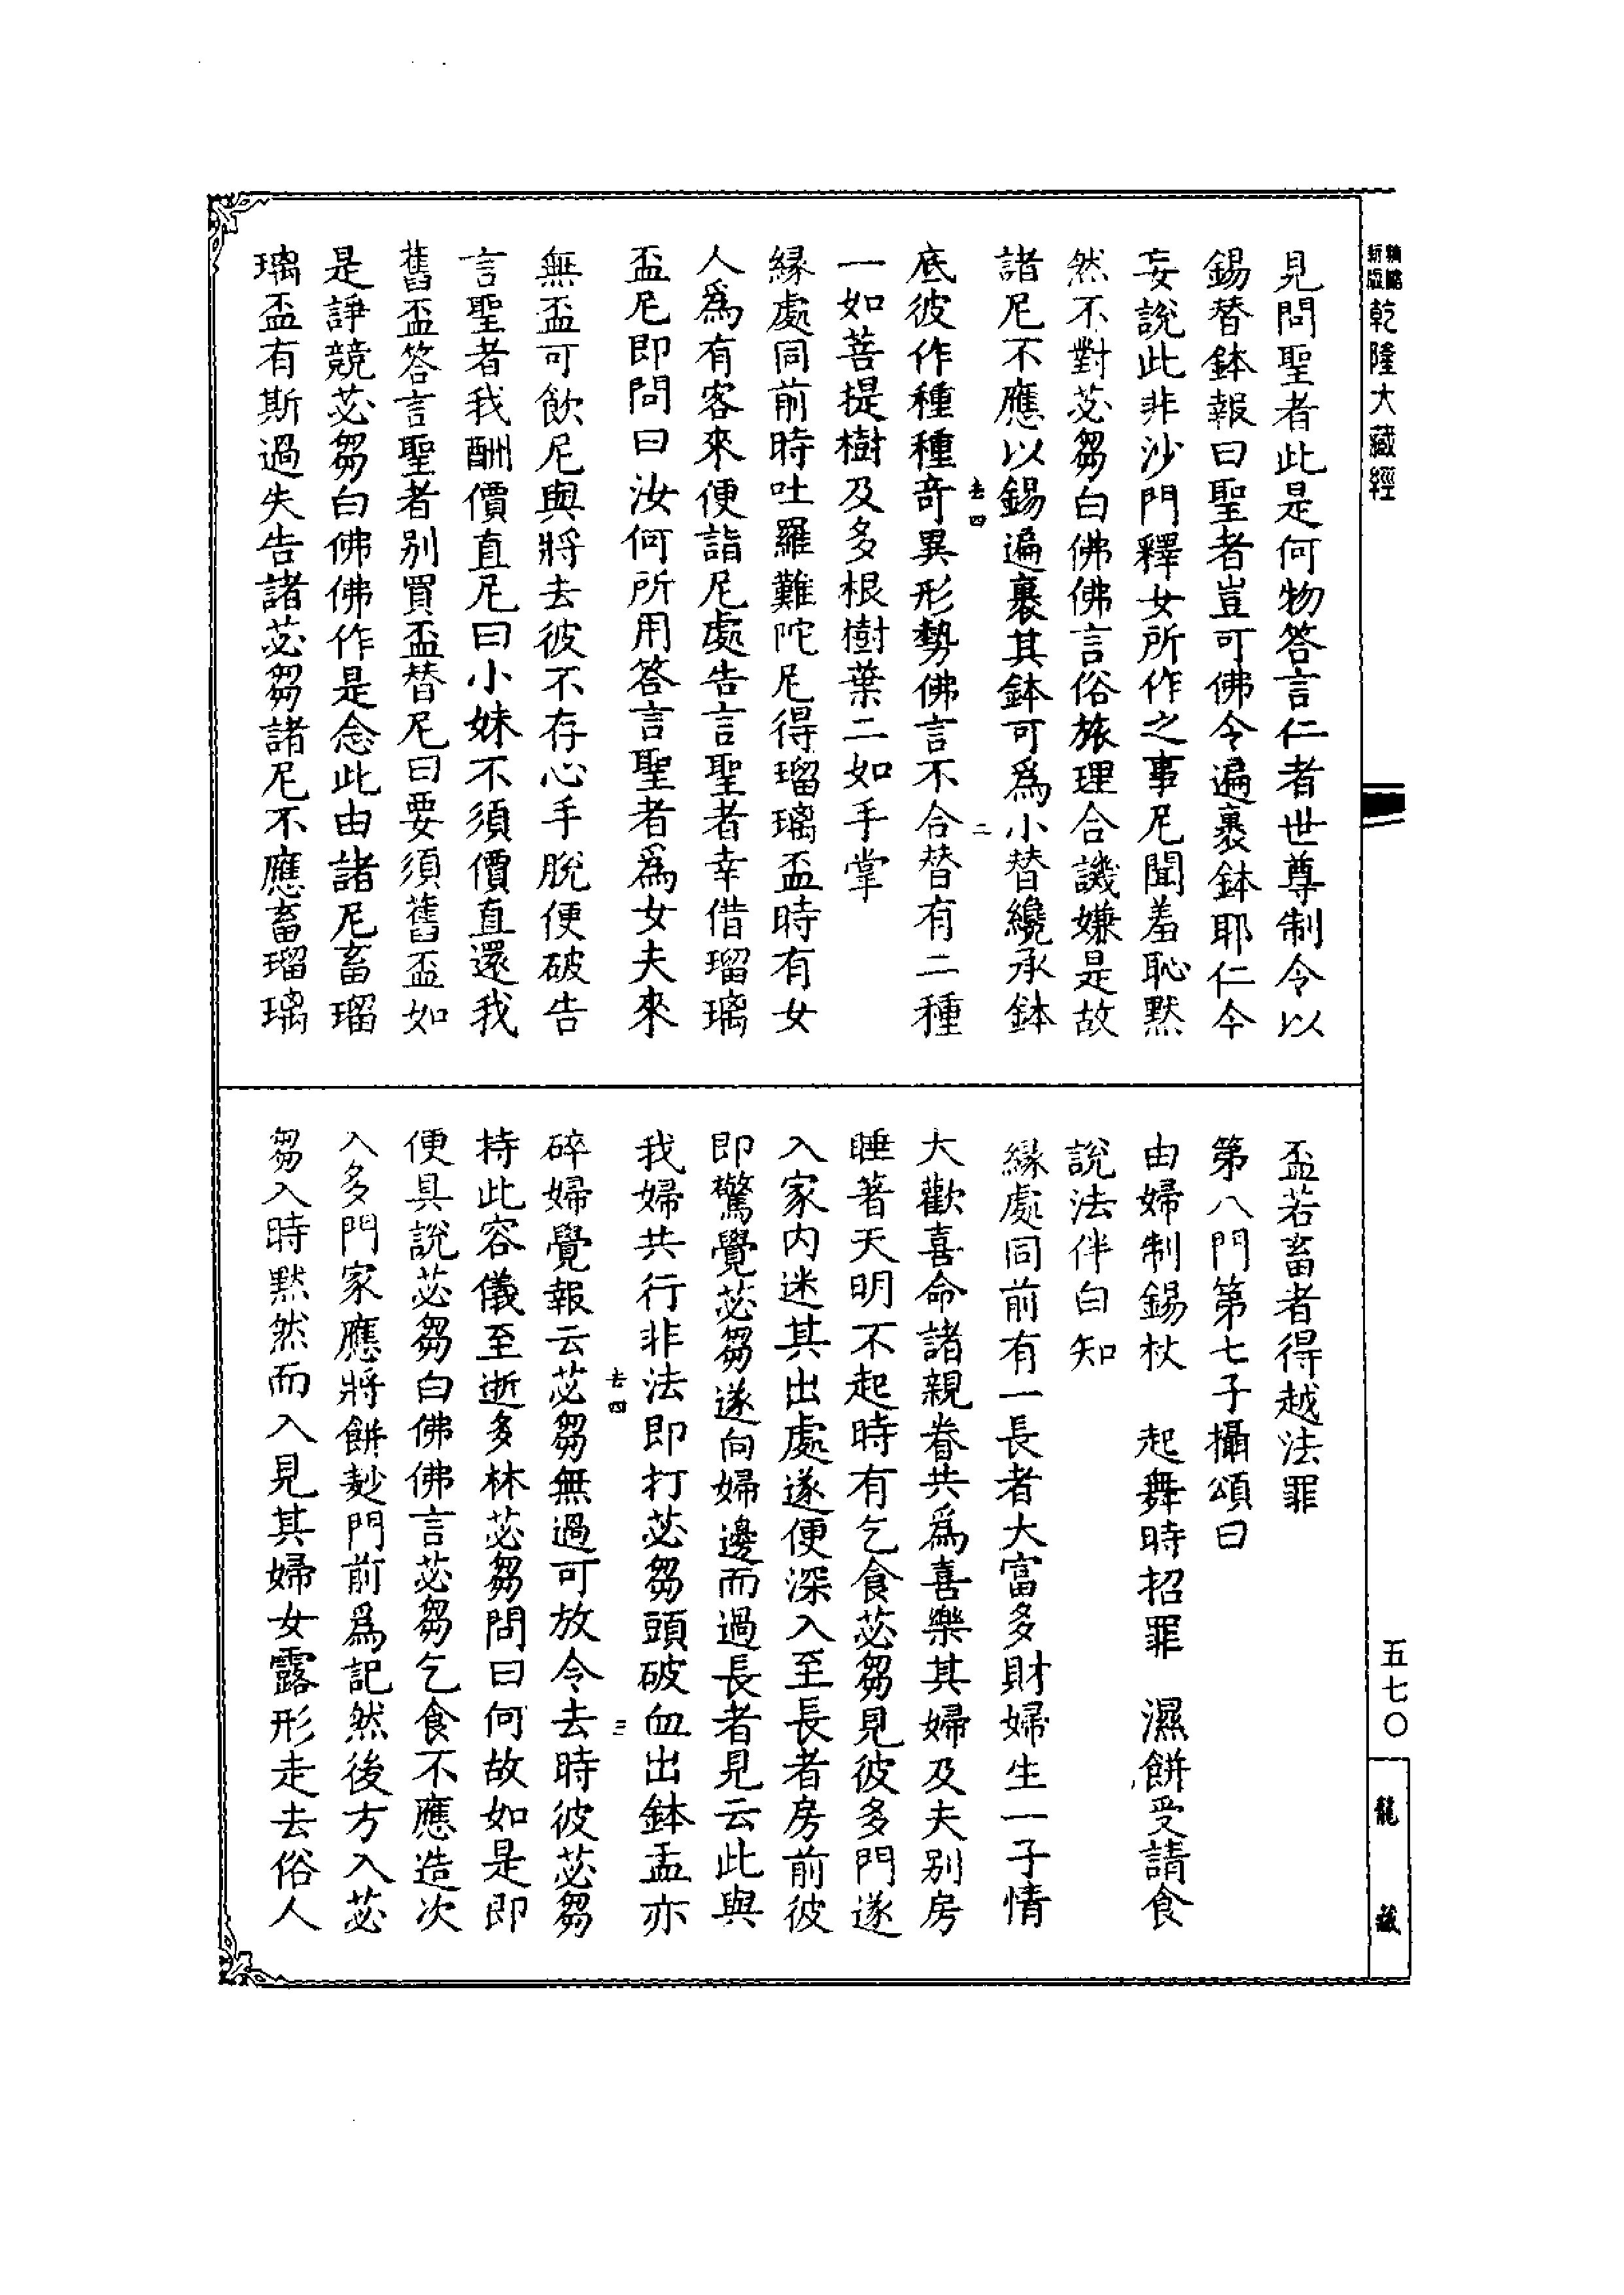 乾隆大藏經
見問聖者此是何物答言仁者世尊制令以
錫替鉢報曰聖者豈可佛令遍裹鉢耶仁今
妄說此非沙門釋女所作之事尼聞羞恥黙
然不對苾芻白佛佛言俗旅理合譏嫌是故
諸尼不應以錫遍裹其鉢可爲小替纔承鉢
去四 二
底彼作種種奇異形勢佛言不合替有二種
一如菩提樹及多根樹葉二如手掌
緣處同前時吐羅難陀尼得瑠璃盃時有女
人爲有客來便詣尼處告言聖者幸借瑠璃
盃尼即問曰汝何所用答言聖者爲女夫來
無盃可飲尼與將去彼不存心手脫便破告
言聖者我酬價直尼曰小妹不須價直還我
舊盃答言聖者別買盃替尼曰要須舊盃如
是諍競苾芻白佛佛作是念此由諸尼畜瑠
璃盃有斯過失告諸苾芻諸尼不應畜瑠璃
盃若畜者得越法罪
第八門第七子攝頌曰
由婦制錫杖 起舞時招罪 濕餅受請食
說法伴白知
緣處同前有一長者大富多財婦生一子情
大歡喜命諸親眷共爲喜樂其婦及夫別房
睡著天明不起時有乞食苾芻見彼多門遂
入家内迷其出處遂便深入至長者房前彼
即驚覺苾芻遂向婦邊而過長者見云此與
我婦共行非法即打苾芻頭破血出鉢盂亦
去四 三
碎婦覺報云苾芻無過可放令去時彼苾芻
持此容儀至逝多林苾芻問曰何故如是即
便具說苾芻白佛佛言苾芻乞食不應造次
入多門家應將餅麨門前爲記然後方入苾
芻入時黙然而入見其婦女露形走去俗人
五七〇
龍藏